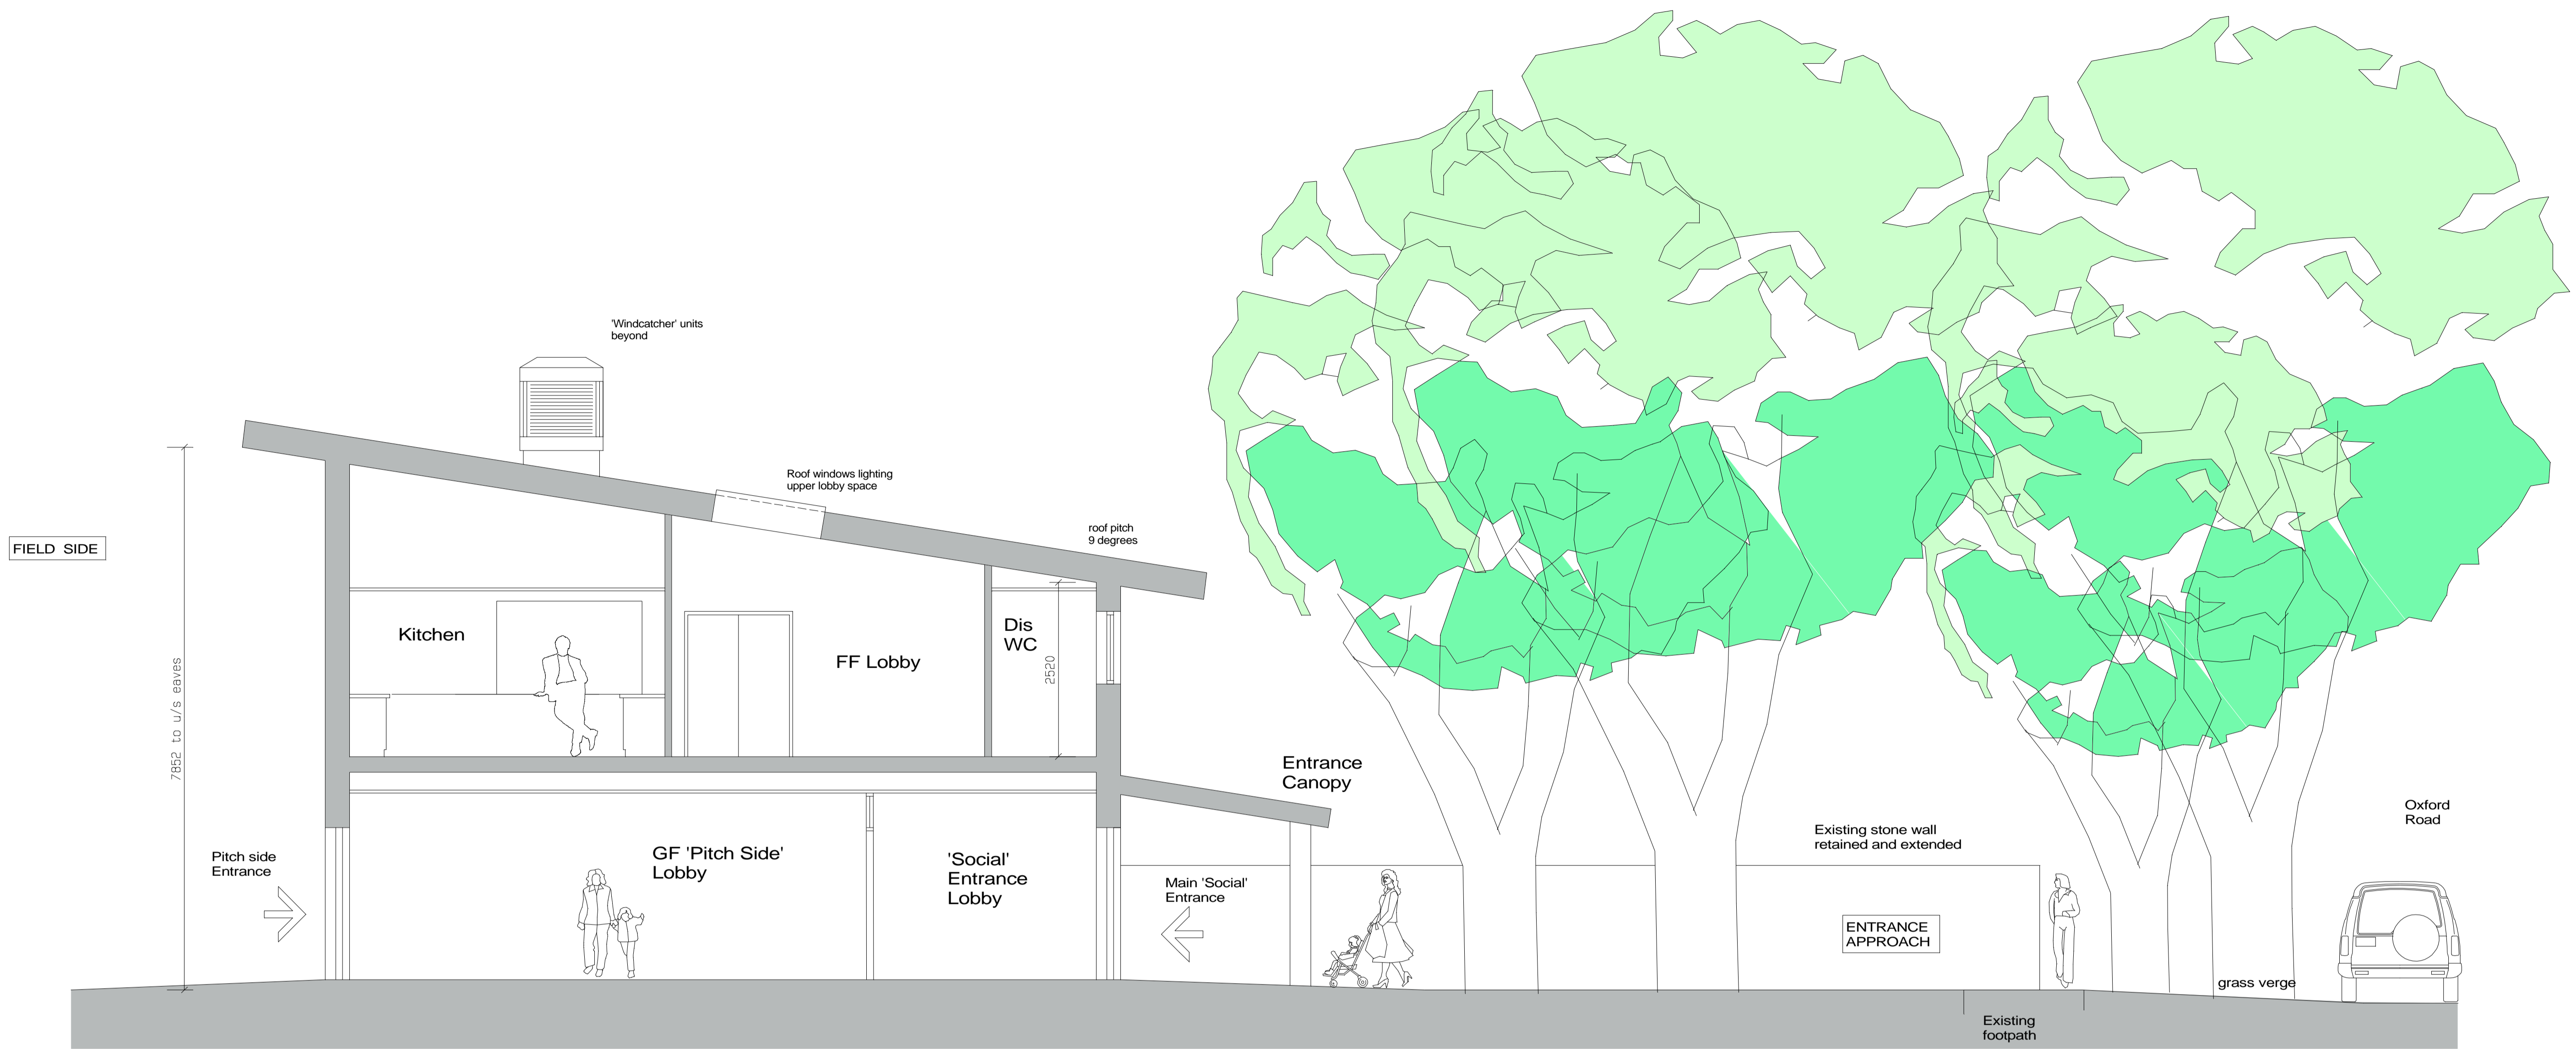 'Windcatcher' units
beyond
Roof windows lighting
upper lobby space
roof pitch
9 degrees
FIELD SIDE
7852 to u/s eaves
Kitchen
FF Lobby
Dis
WC
2520
Entrance
Canopy
Pitch side
Entrance
GF 'Pitch Side'
Lobby
'Social'
Entrance
Lobby
Main 'Social'
Entrance
Existing stone wall
retained and extended
ENTRANCE
APPROACH
Oxford
Road
grass verge
Existing
footpath